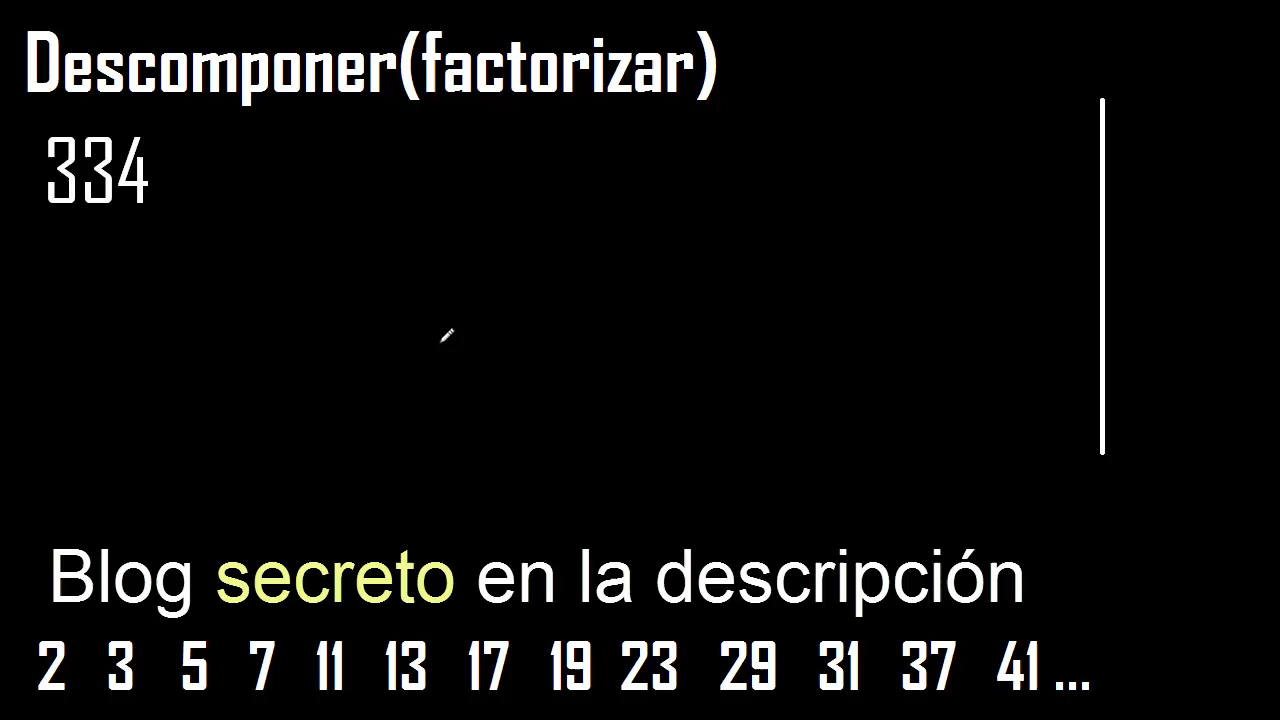 Descomponer(factorizar)
334
Blog secreto en la descripción
2 3 5 7 11 13 17 19 23 29 31 37 41 ...